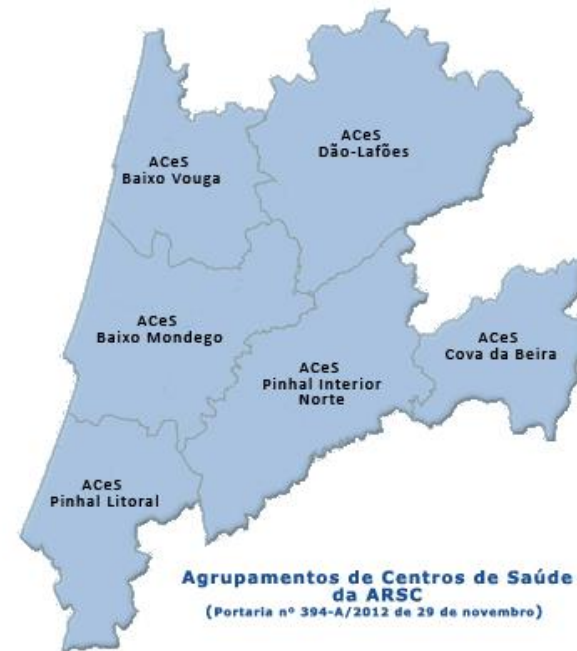 ACeS
Dão-Lafões
ACeS
Baixo Vouga
ACeS
Baixo Mondego
ACeS
Cova da Beira
ACeS
Pinhal Interior
Norte
ACeS
Pinhal Litoral
Agrupamentos de Centros de Saúde
da ARSC
(Portaria nº 394-A/2012 de 29 de novembro)